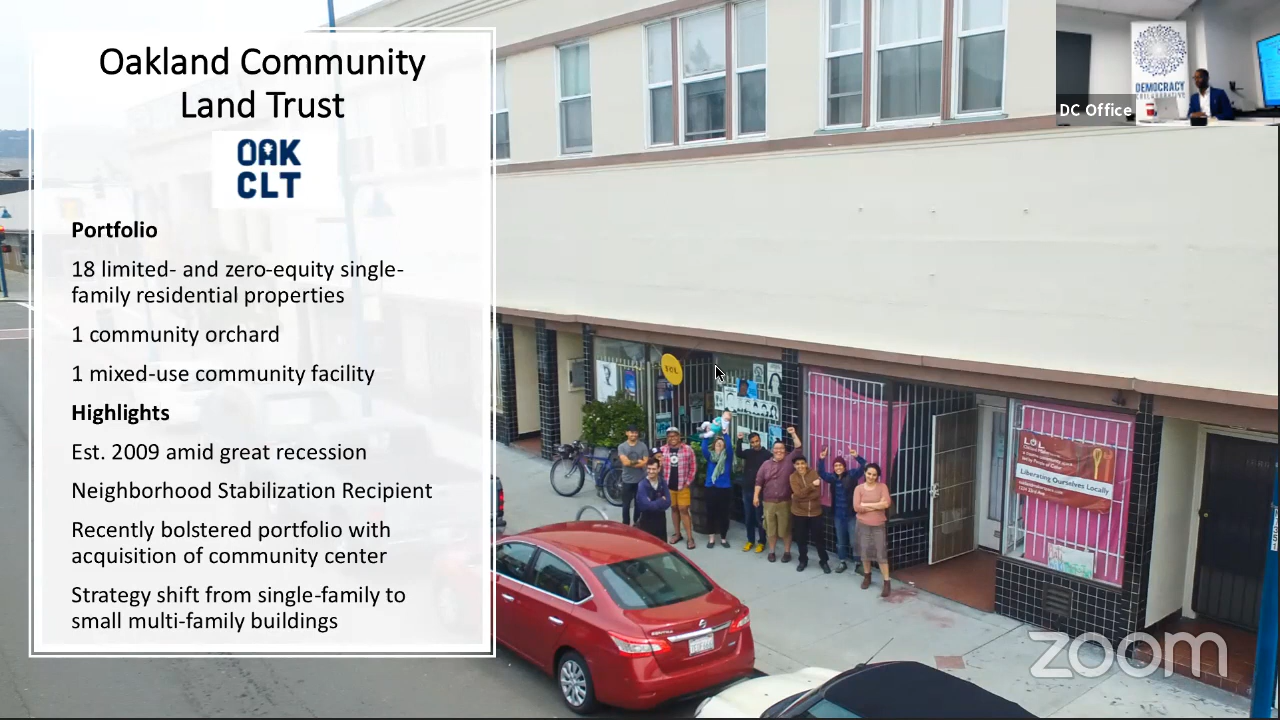 Oakland Community
Land Trust
OAK
CLT
Portfolio
18 limited- and zero-equity single-
family residential properties
1 community orchard
1 mixed-use community facility
Highlights
Est. 2009 amid great recession
Neighborhood Stabilization Recipient
Recently bolstered portfolio with
acquisition of community center
Strategy shift from single-family to
small multi-family buildings
DEMOCRACY
COLLABORATIVE
DC Office
SOL
LOL
Liberating Ourselves Locally
SENTRA
zoom